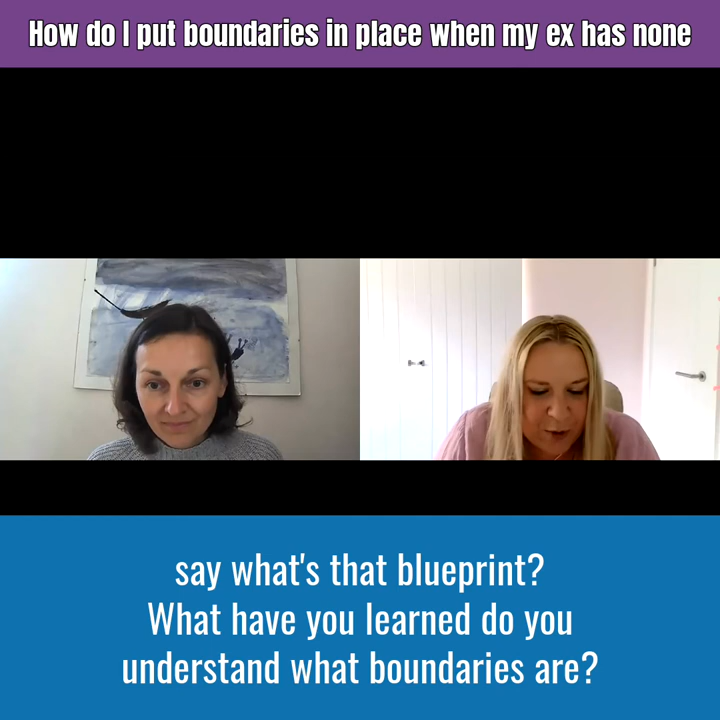 How do I put boundaries in place when my ex has none
say what's that blueprint?
What have you learned do you
understand what boundaries are?